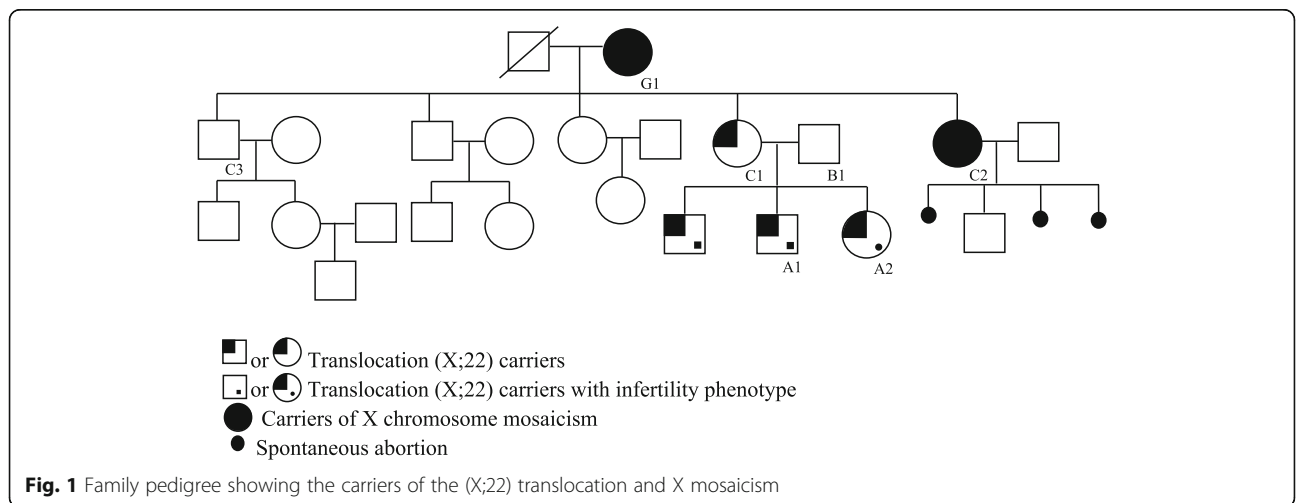 G1
C3
C1
B1
C2
A1
A2
or Translocation (X;22) carriers
or Translocation (X;22) carriers with infertility phenotype
Carriers of X chromosome mosaicism
Spontaneous abortion
Fig. 1 Family pedigree showing the carriers of the (X;22) translocation and X mosaicism